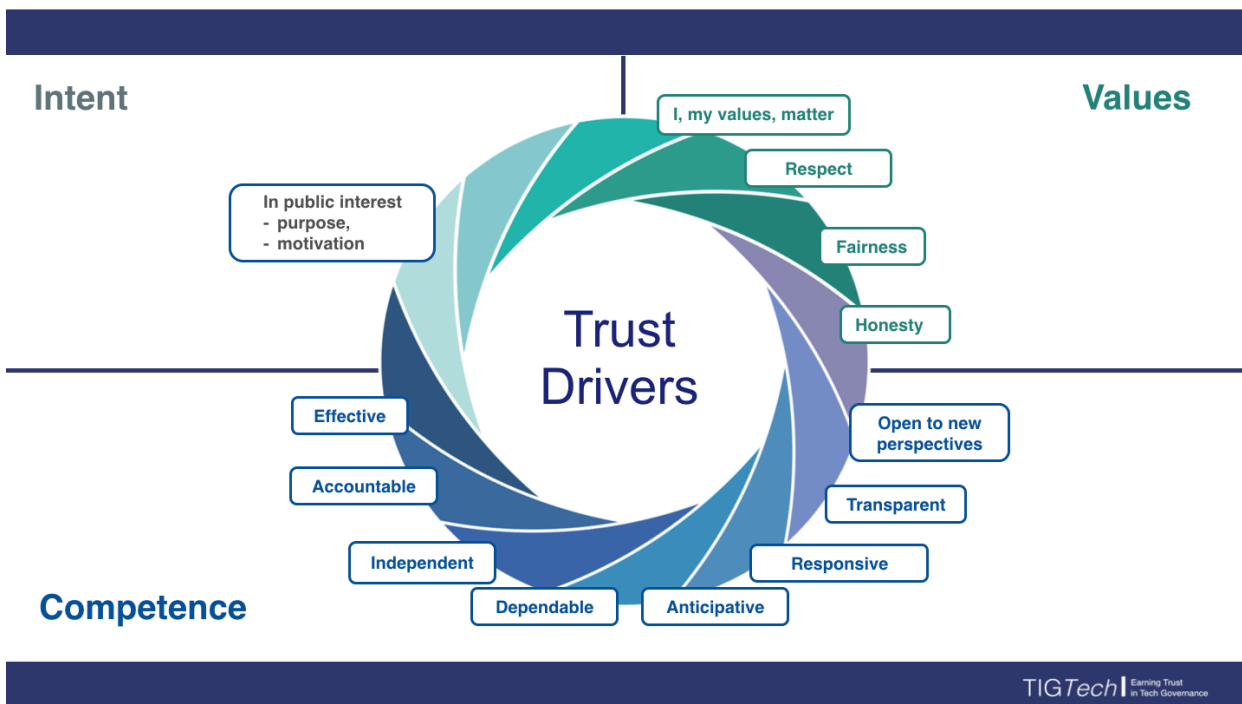 Intent
Values
I, my values, matter
Respect
In public interest
- purpose,
- motivation
Fairness
Honesty
Trust
Drivers
Effective
Open to new
perspectives
Accountable
Transparent
Independent
Responsive
Competence
Dependable
Anticipative
TIGTech
Earning Trust
in Tech Governance